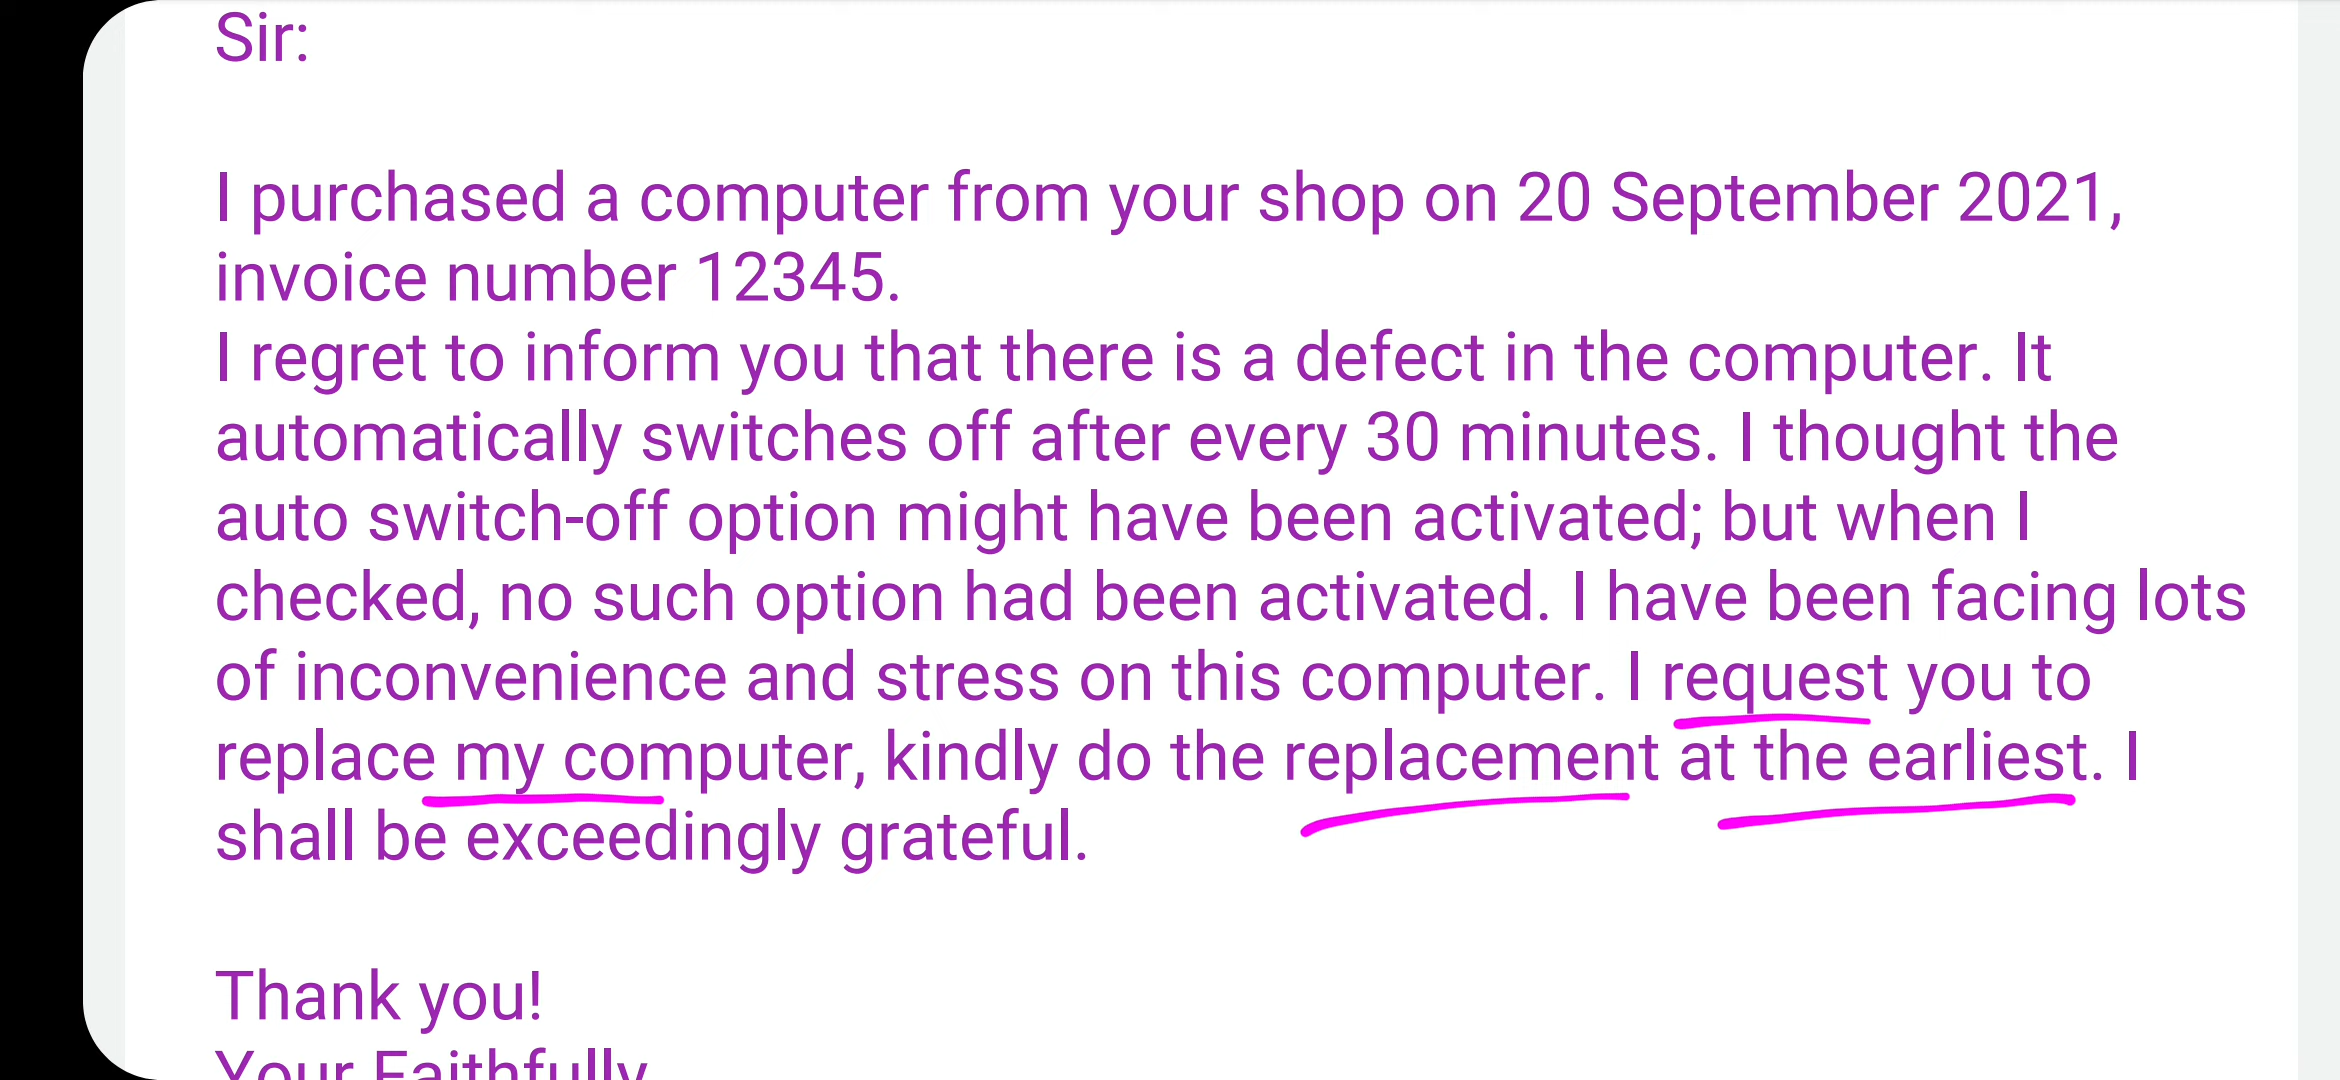 Sir:
I purchased a computer from your shop on 20 September 2021,
invoice number 12345.
I regret to inform you that there is a defect in the computer. It
automatically switches off after every 30 minutes. I thought the
auto switch-off option might have been activated; but when I
checked, no such option had been activated. I have been facing lots
of inconvenience and stress on this computer. I request you to
replace my computer, kindly do the replacement at the earliest. I
shall be exceedingly grateful.
Thank you!
Your Faithfully